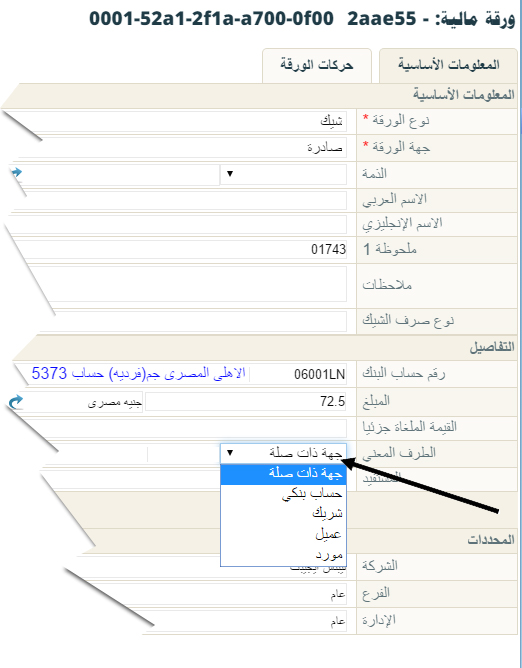 ورقة مالية: - 0001-52a1-2f1a-a700-0f00 2aae55
المعلومات الأساسية
حركات الورقة
المعلومات الأساسية
نوع الورقة * شيك
جهة الورقة * صادرة
الذمة
الاسم العربي
الاسم الإنجليزي
ملحوظة 1 01743
ملاحظات
نوع صرف الشيك
التفاصيل
رقم حساب البنك 06001LN الاهلى المصرى جم(فرديه) حساب 5373
المبلغ 72.5 جنيه مصرى
القيمة الملغاة جزئيا
الطرف المعني جهة ذات صلة
جهة ذات صلة
المستفيد
حساب بنكي
شريك
عميل
مورد
المحددات
الشركة
الفرع عام
الإدارة عام